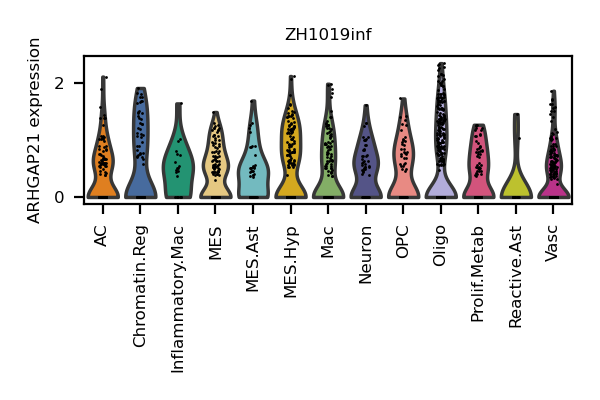 ZH1019inf
ARHGAP21 expression
2
0
AC
Chromatin.Reg
Inflammatory.Mac
MES
MES.Ast
MES.Hyp
Mac
Neuron
OPC
Oligo
Prolif.Metab
Reactive.Ast
Vasc